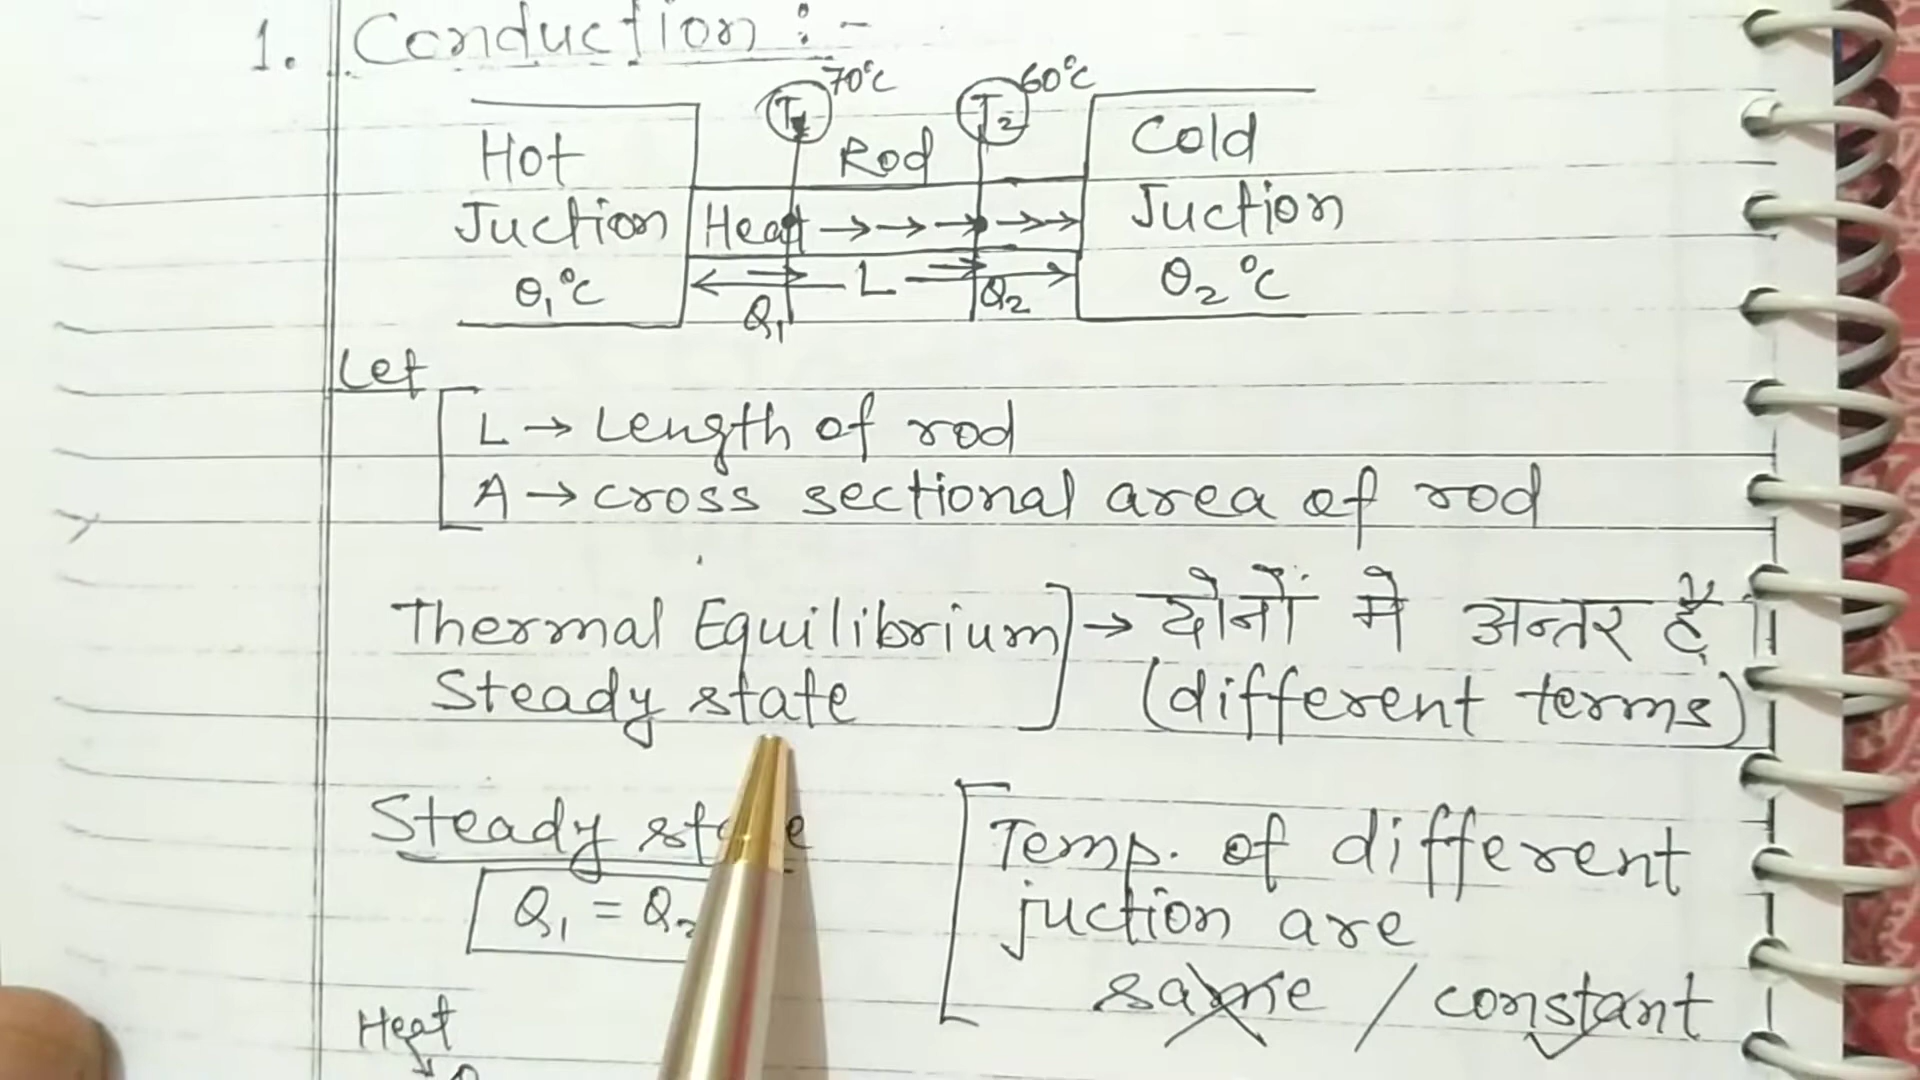 1. Conduction :-
70°C 60°C
T1 T2
Hot Rod Cold
Juction Heat →→→ →→ Juction
θ₁°C L θ₂°C
Q₁ Q₂
Let
L → Length of rod
A → cross sectional area of rod
Thermal Equilibrium → दोनों मे अन्तर है ।
Steady state (different terms)
Steady state Temp. of different
Q₁ = Q₂ juction are
same / constant
Heat